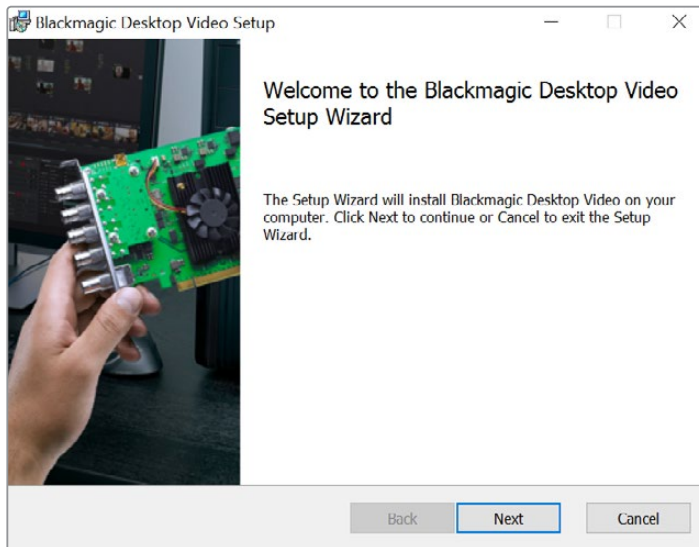 Blackmagic Desktop Video Setup
Welcome to the Blackmagic Desktop Video
Setup Wizard
The Setup Wizard will install Blackmagic Desktop Video on your
computer. Click Next to continue or Cancel to exit the Setup
Wizard.
Back
Next
Cancel